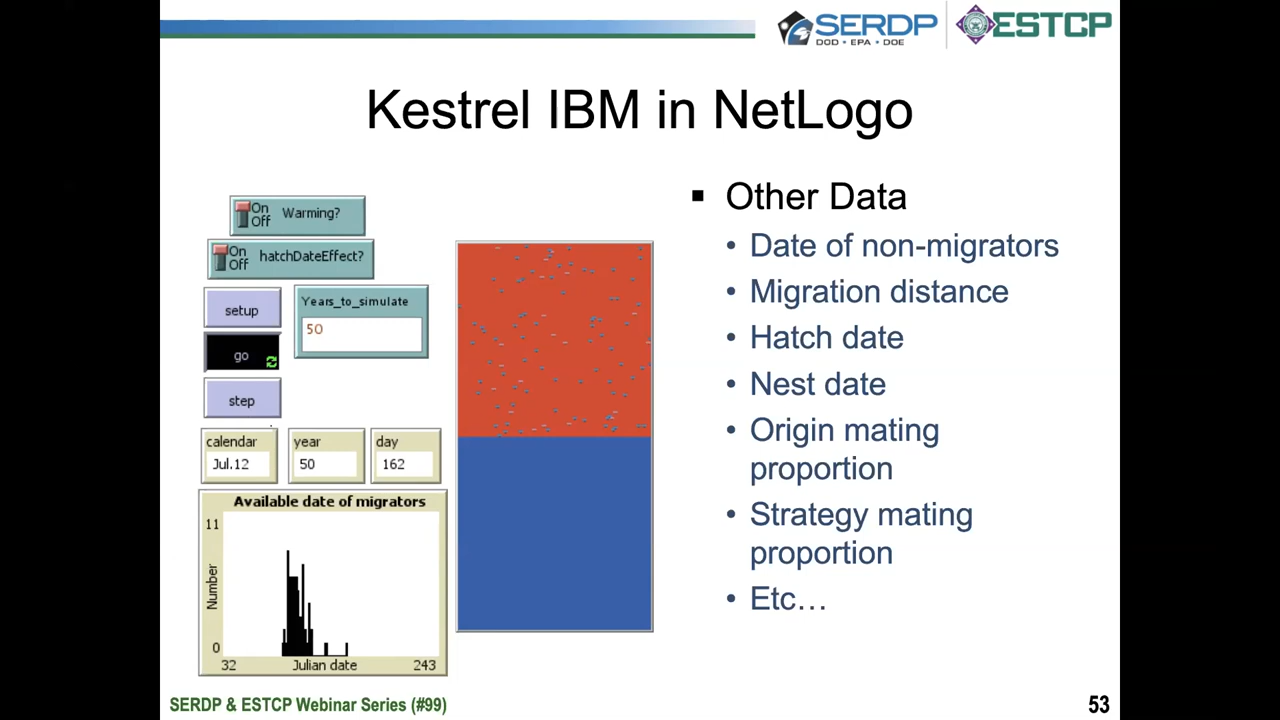 SERDP
DOD • EPA • DOE
ESTCP
Kestrel IBM in NetLogo
On
Off
Warming?
On
Off
hatchDateEffect?
setup
Years_to_simulate
50
go
step
calendar
Jul.12
year
50
day
162
Available date of migrators
11
Number
0
32
Julian date
243
▪ Other Data
• Date of non-migrators
• Migration distance
• Hatch date
• Nest date
• Origin mating
proportion
• Strategy mating
proportion
• Etc…
SERDP & ESTCP Webinar Series (#99)
53